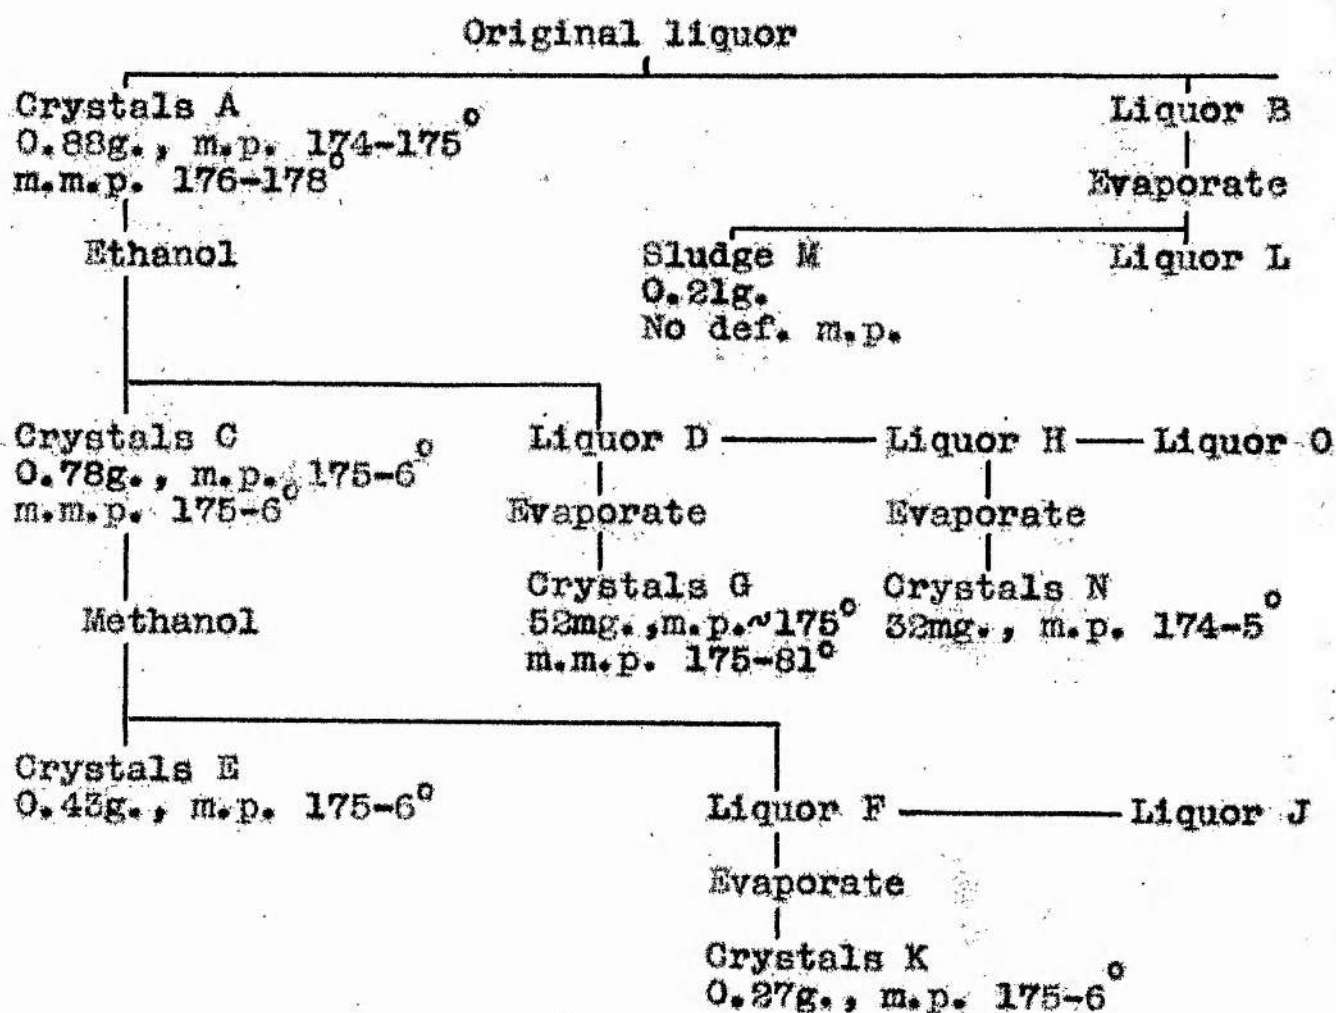 Original liquor
Crystals A
0.88g., m.p. 174-175°
m.m.p. 176-178°
Liquor B
Evaporate
Ethanol
Sludge M
0.21g.
No def. m.p.
Liquor L
Crystals C
0.78g., m.p. 175-6°
m.m.p. 175-6°
Liquor D
Liquor H
Liquor O
Evaporate
Evaporate
Methanol
Crystals G
52mg.,m.p.~175°
m.m.p. 175-81°
Crystals N
32mg., m.p. 174-5°
Crystals E
0.43g., m.p. 175-6°
Liquor F
Liquor J
Evaporate
Crystals K
0.27g., m.p. 175-6°